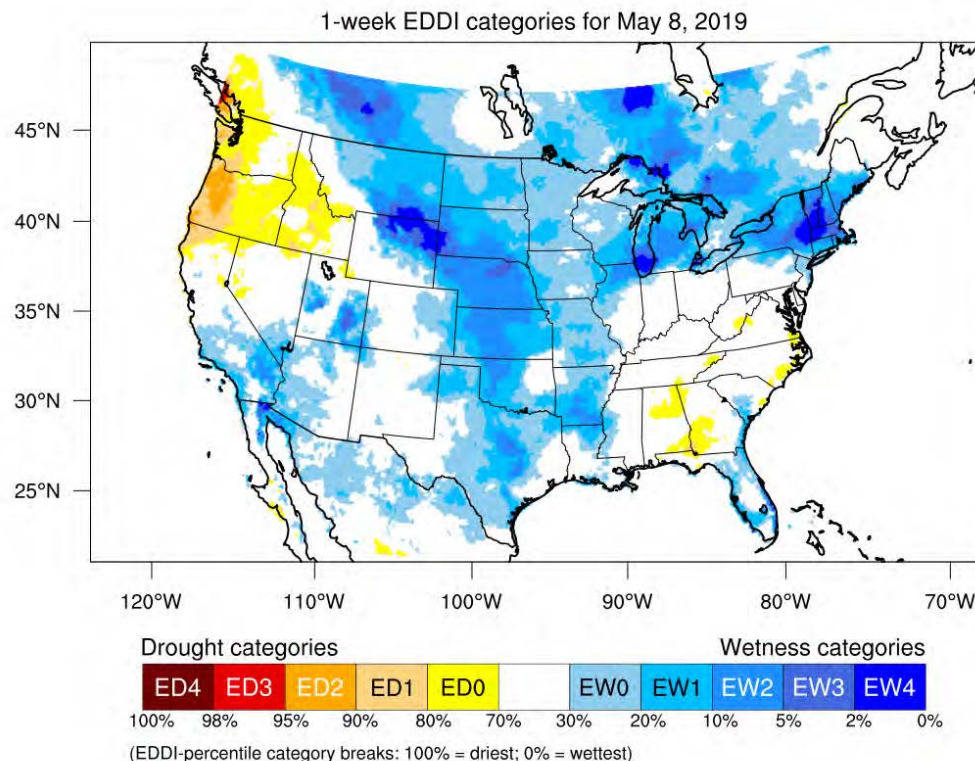 1-week EDDI categories for May 8, 2019
45°N
40°N
35°N
30°N
25°N
120°W 110°W 100°W 90°W 80°W 70°W
Drought categories Wetness categories
ED4 ED3 ED2 ED1 ED0 EW0 EW1 EW2 EW3 EW4
100% 98% 95% 90% 80% 70% 30% 20% 10% 5% 2% 0%
(EDDI-percentile category breaks: 100% = driest; 0% = wettest)